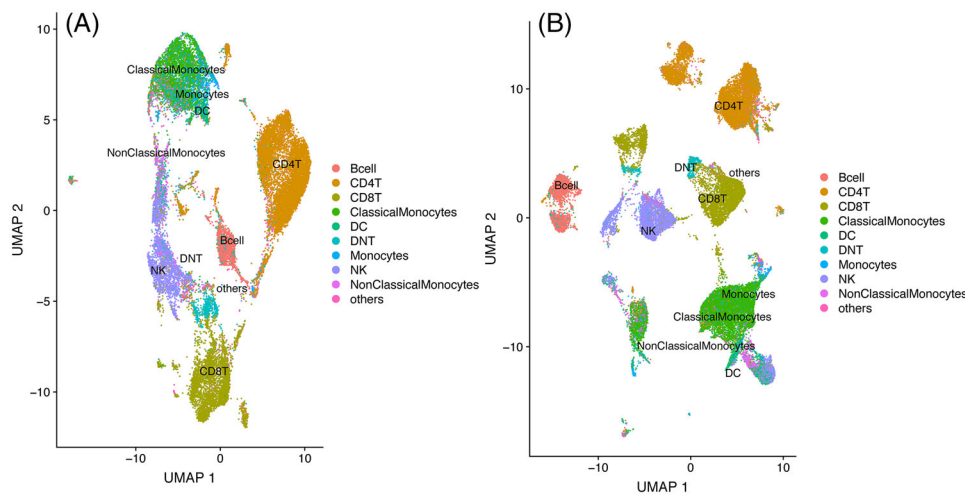 (A)
10
5
0
−5
−10
UMAP 2
−10
0
10
UMAP 1
ClassicalMonocytes
Monocytes
DC
NonClassicalMonocytes
CD4T
Bcell
DNT
NK
others
CD8T
Bcell
CD4T
CD8T
ClassicalMonocytes
DC
DNT
Monocytes
NK
NonClassicalMonocytes
others
(B)
10
0
−10
UMAP 2
−10
0
10
UMAP 1
CD4T
DNT
others
Bcell
CD8T
NK
Monocytes
ClassicalMonocytes
NonClassicalMonocytes
DC
Bcell
CD4T
CD8T
ClassicalMonocytes
DC
DNT
Monocytes
NK
NonClassicalMonocytes
others